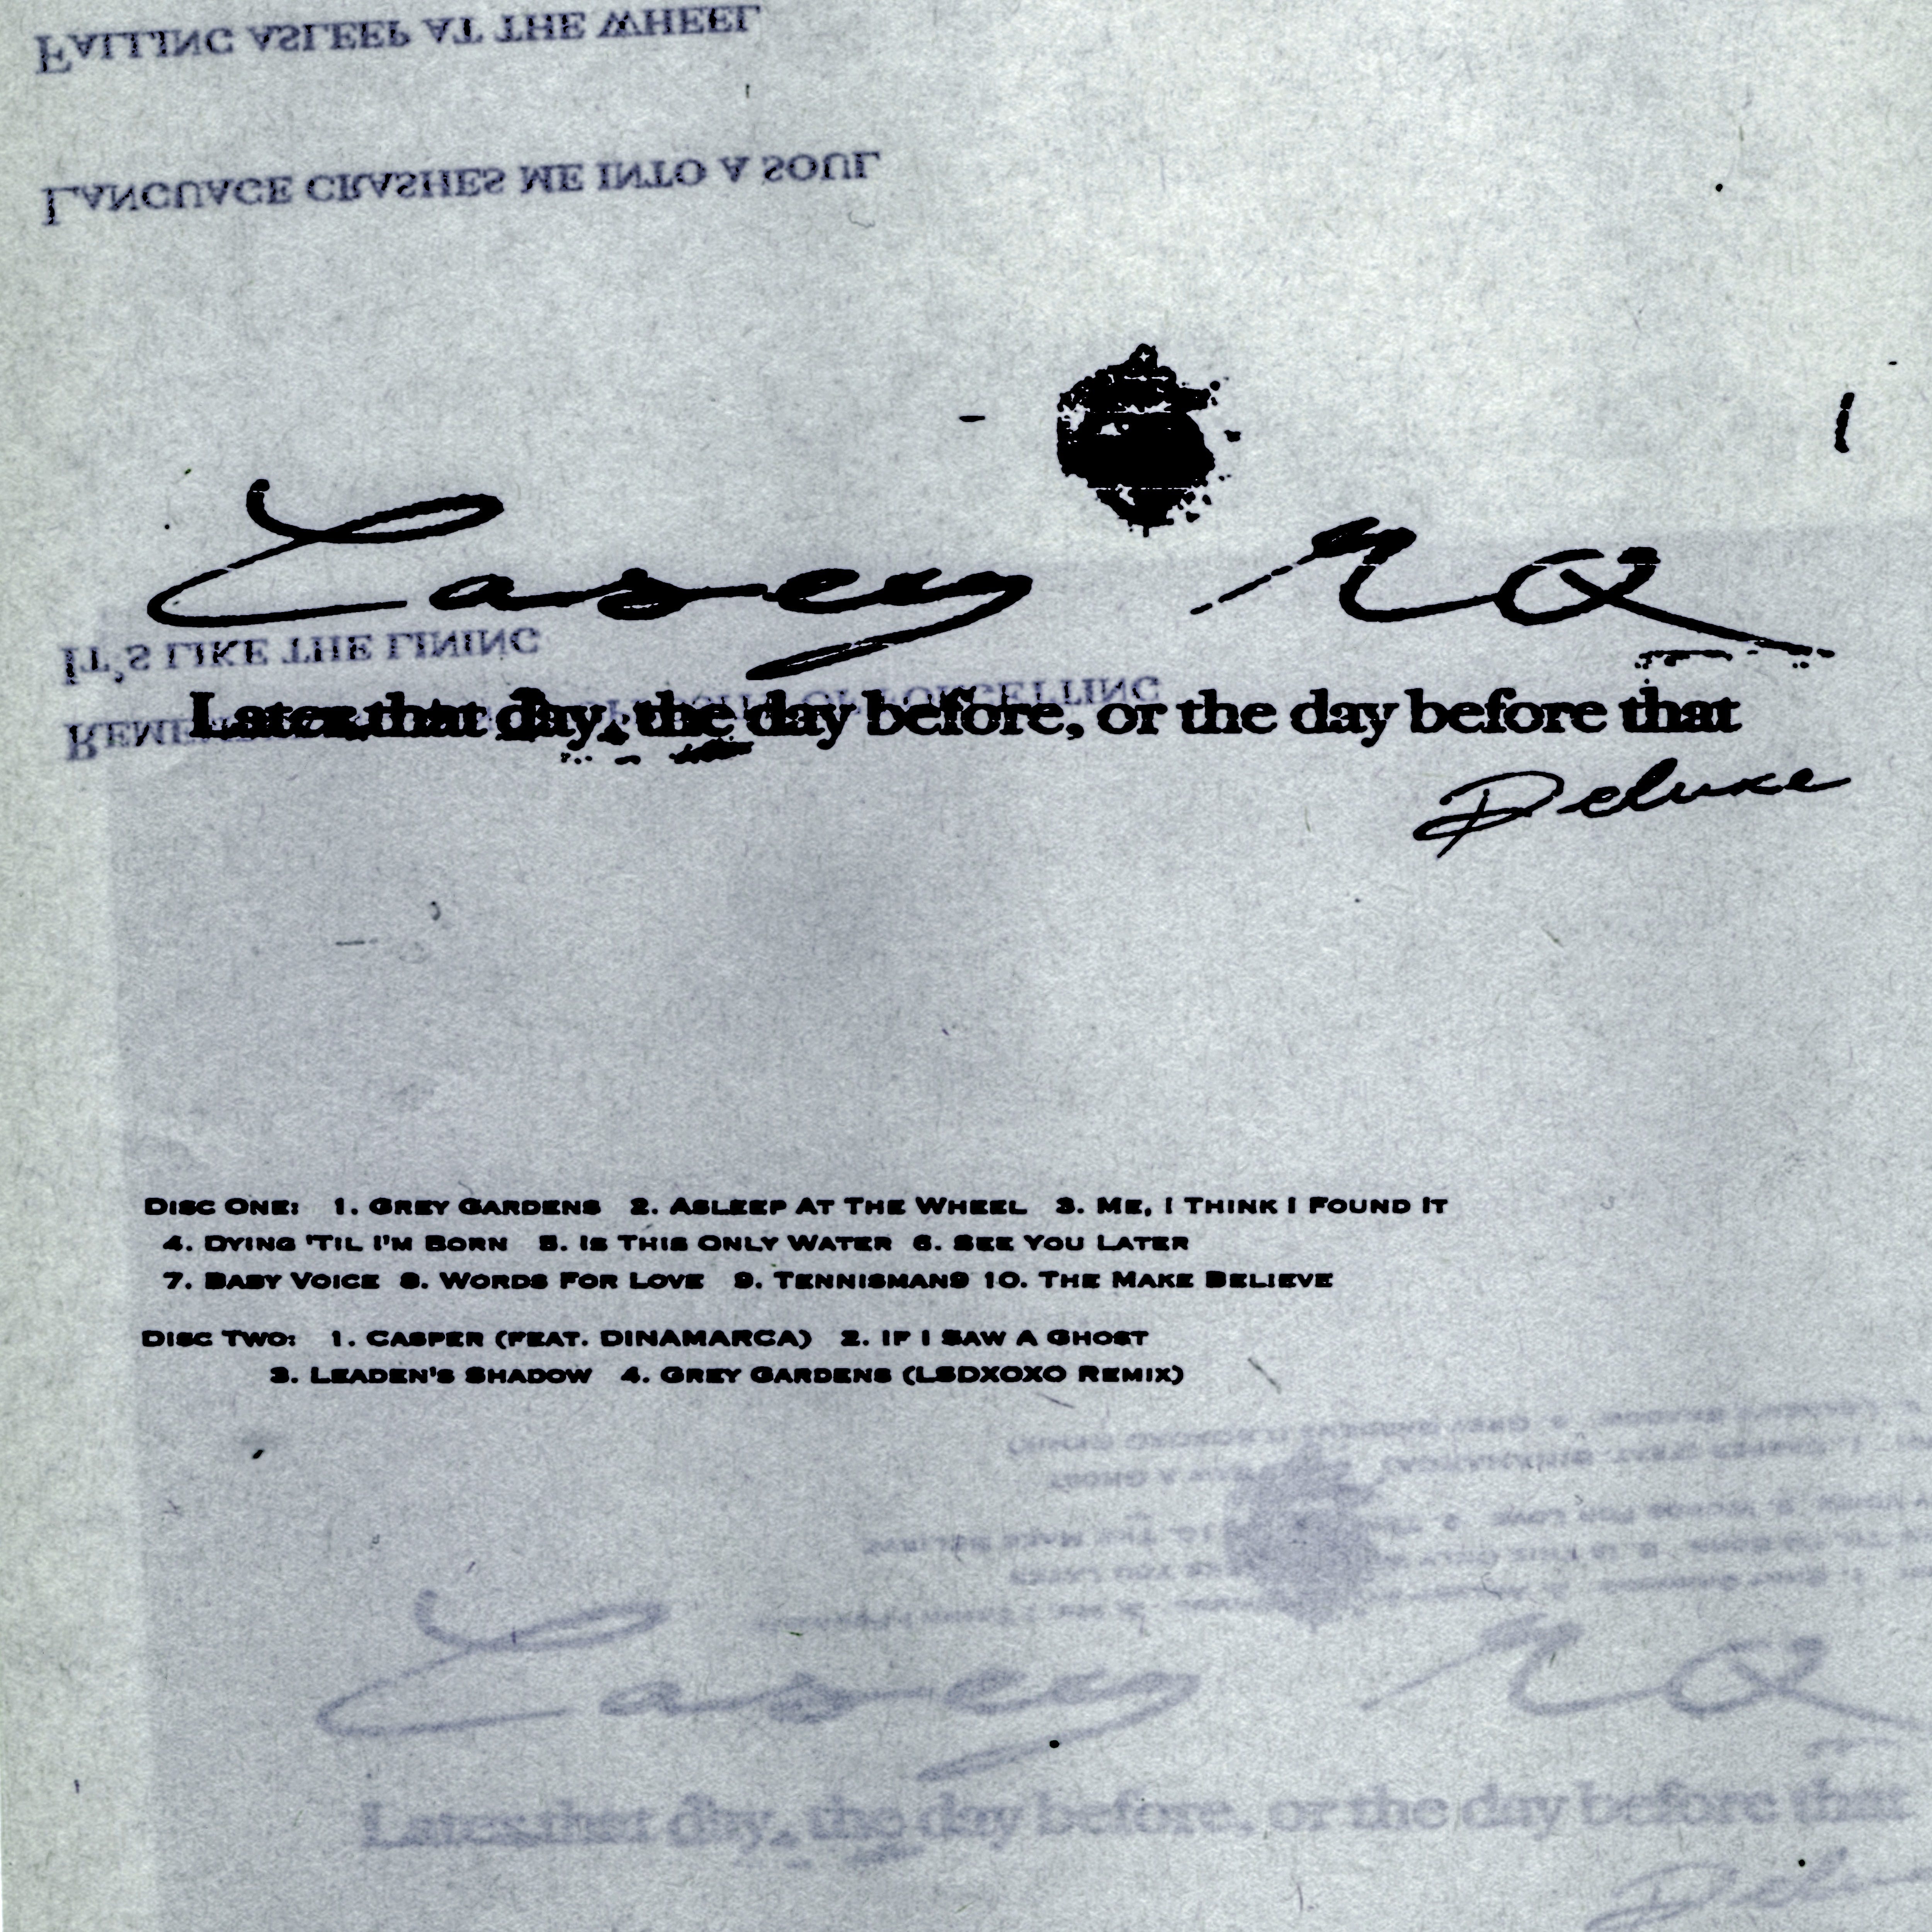 Falling asleep at the wheel
Language crashes me into a soul
Casey MQ
It's like the lining
forgetting
Later that day, the day before, or the day before that
Deluxe
Disc One: 1. Grey Gardens 2. Asleep At The Wheel 3. Me, I Think I Found It
4. Dying 'Til I'm Born 5. Is This Only Water 6. See You Later
7. Baby Voice 8. Words For Love 9. Tennisman9 10. The Make Believe
Disc Two: 1. Casper (feat. DINAMARCA) 2. If I Saw A Ghost
3. Leaden's Shadow 4. Grey Gardens (LSDXOXO Remix)
Casey MQ
Later that day, the day before, or the day before that